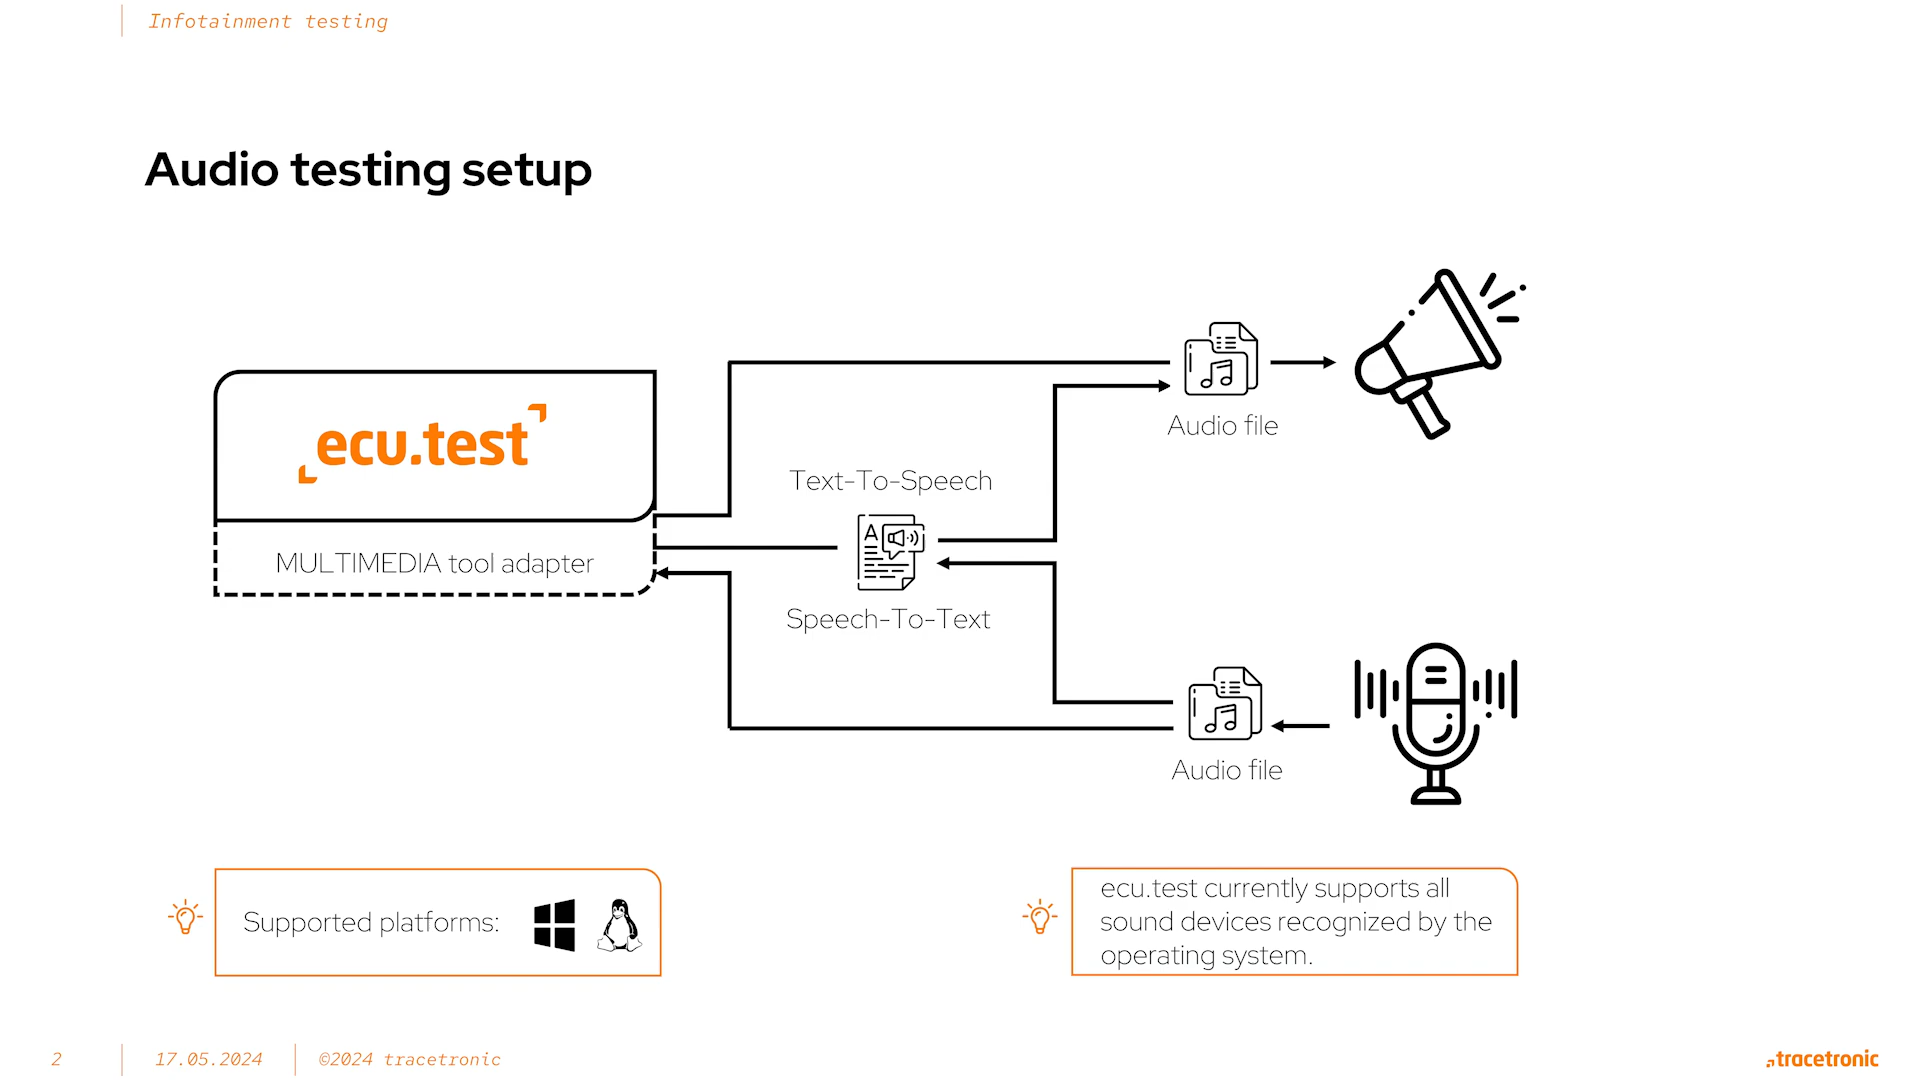 Infotainment testing
Audio testing setup
ecu.test
MULTIMEDIA tool adapter
Text-To-Speech
A
Speech-To-Text
Audio file
Audio file
Supported platforms:
ecu.test currently supports all
sound devices recognized by the
operating system.
2
17.05.2024
©2024 tracetronic
tracetronic